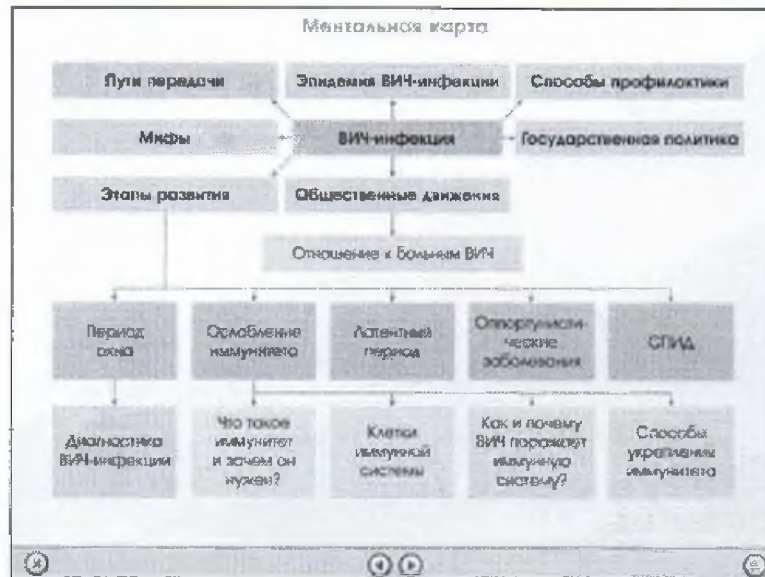 Ментальная карта
Пути передачи
Эпидемия ВИЧ-инфекции
Способы профилактики
Мифы
ВИЧ-инфекция
Государственная политика
Этапы развития
Общественные движения
Отношение к больным ВИЧ
Период
окна
Ослабление
иммунитета
Латентный
период
Оппортунисти-
ческие
заболевания
СПИД
Диагностика
ВИЧ-инфекции
Что такое
иммунитет
и зачем он
нужен?
Клетки
иммунной
системы
Как и почему
ВИЧ поражает
иммунную
систему?
Способы
укрепления
иммунитета